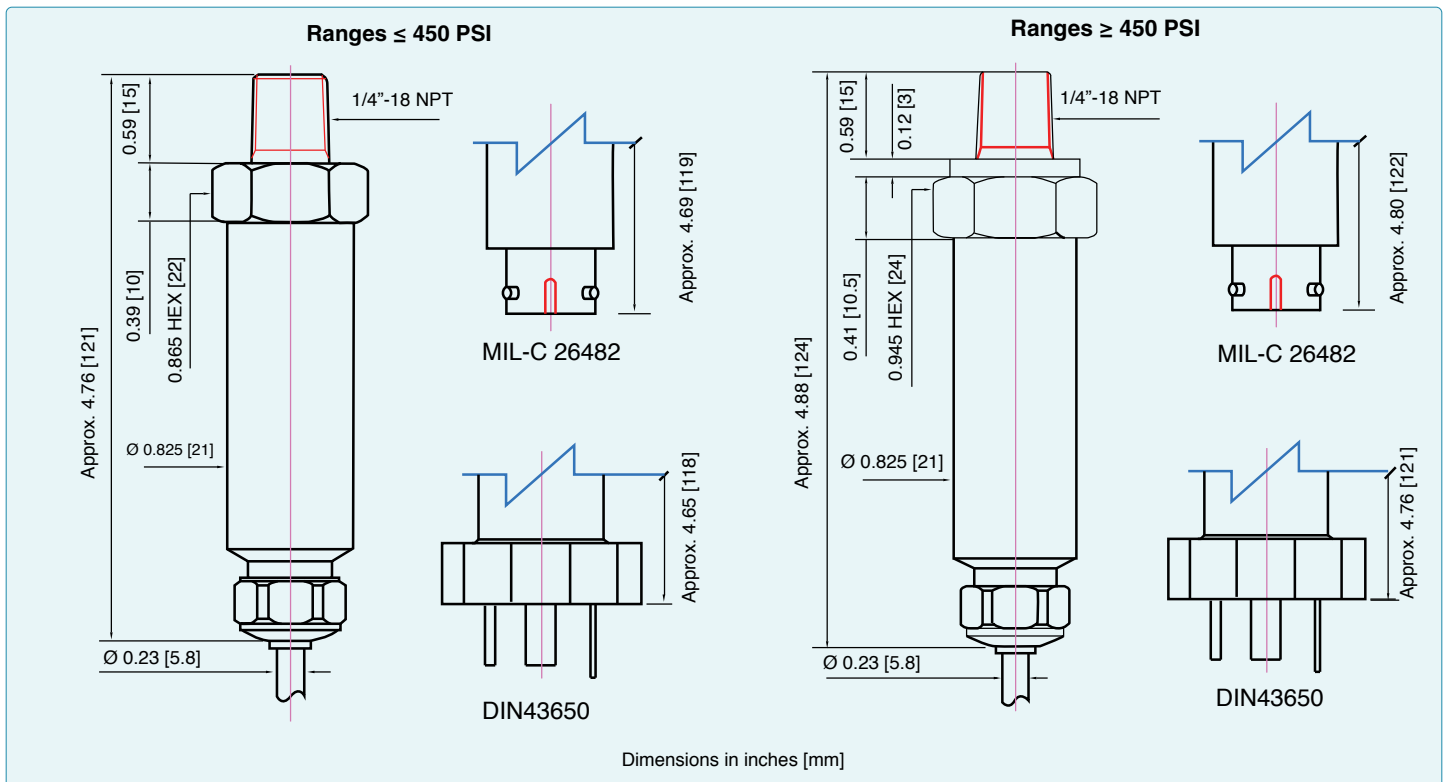 Ranges ≤ 450 PSI
0.59 [15]
1/4”-18 NPT
0.39 [10]
0.865 HEX [22]
Approx. 4.76 [121]
Ø 0.825 [21]
Ø 0.23 [5.8]
Approx. 4.69 [119]
MIL-C 26482
Approx. 4.65 [118]
DIN43650
Ranges ≥ 450 PSI
0.59 [15]
0.12 [3]
1/4”-18 NPT
0.41 [10.5]
0.945 HEX [24]
Approx. 4.88 [124]
Ø 0.825 [21]
Ø 0.23 [5.8]
Approx. 4.80 [122]
MIL-C 26482
Approx. 4.76 [121]
DIN43650
Dimensions in inches [mm]